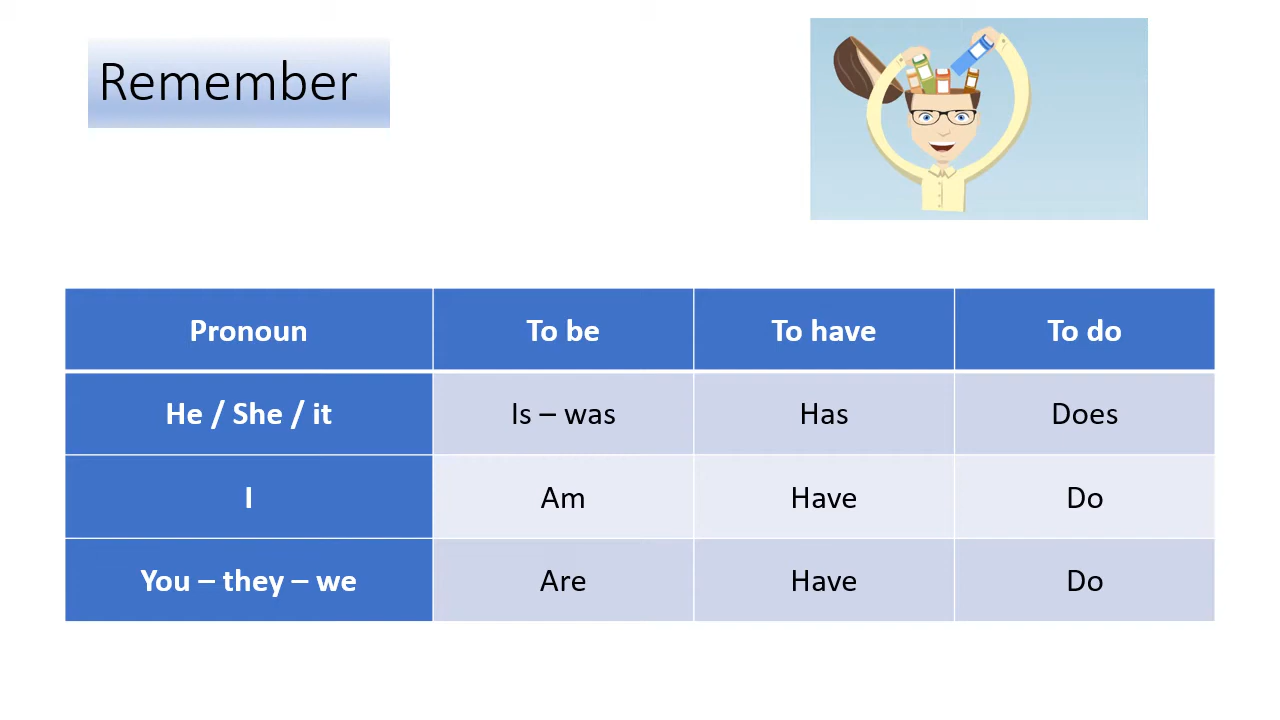 Remember
Pronoun To be To have To do
He / She / it Is – was Has Does
I Am Have Do
You – they – we Are Have Do